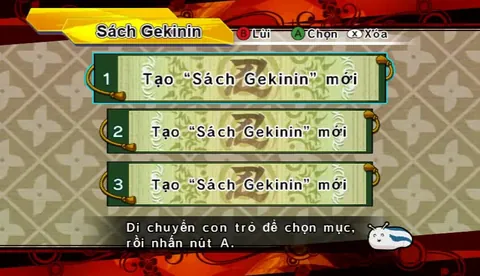 Sách Gekinin
B Lùi A Chọn X Xóa
1 Tạo “Sách Gekinin” mới
2 Tạo “Sách Gekinin” mới
3 Tạo “Sách Gekinin” mới
Di chuyển con trỏ để chọn mục,
rồi nhấn nút A.